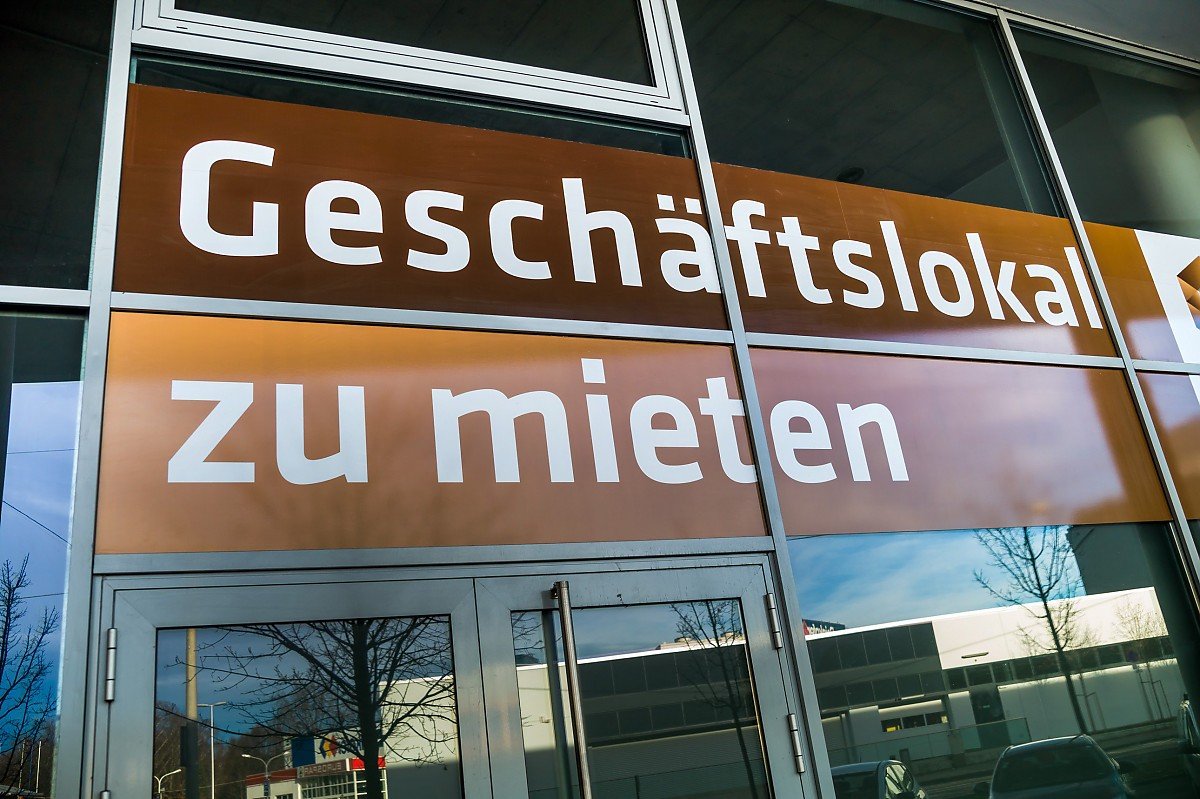 Geschäftslokal
zu mieten